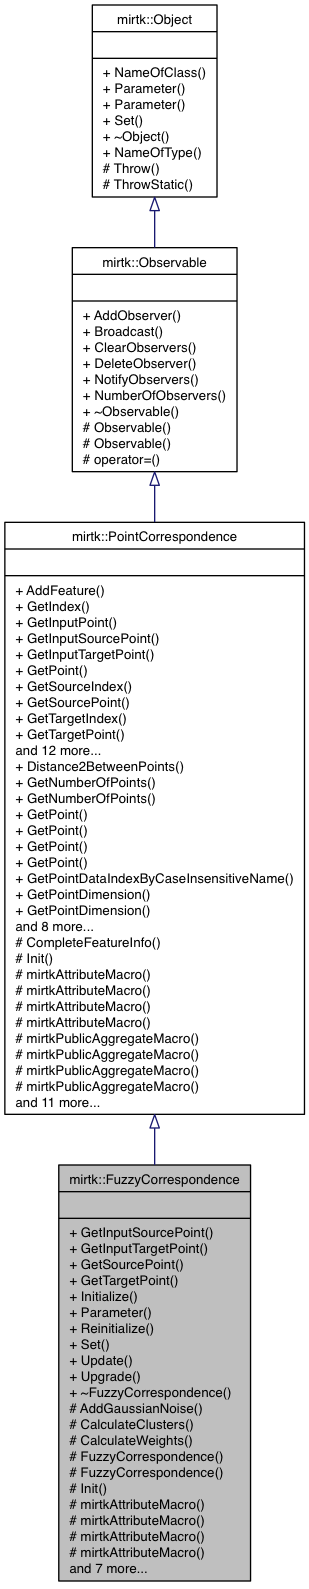 mirtk::Object
+ NameOfClass()
+ Parameter()
+ Parameter()
+ Set()
+ ~Object()
+ NameOfType()
# Throw()
# ThrowStatic()
mirtk::Observable
+ AddObserver()
+ Broadcast()
+ ClearObservers()
+ DeleteObserver()
+ NotifyObservers()
+ NumberOfObservers()
+ ~Observable()
# Observable()
# Observable()
# operator=()
mirtk::PointCorrespondence
+ AddFeature()
+ GetIndex()
+ GetInputPoint()
+ GetInputSourcePoint()
+ GetInputTargetPoint()
+ GetPoint()
+ GetSourceIndex()
+ GetSourcePoint()
+ GetTargetIndex()
+ GetTargetPoint()
and 12 more...
+ Distance2BetweenPoints()
+ GetNumberOfPoints()
+ GetNumberOfPoints()
+ GetPoint()
+ GetPoint()
+ GetPoint()
+ GetPoint()
+ GetPointDataIndexByCaseInsensitiveName()
+ GetPointDimension()
+ GetPointDimension()
and 8 more...
# CompleteFeatureInfo()
# Init()
# mirtkAttributeMacro()
# mirtkAttributeMacro()
# mirtkAttributeMacro()
# mirtkAttributeMacro()
# mirtkPublicAggregateMacro()
# mirtkPublicAggregateMacro()
# mirtkPublicAggregateMacro()
# mirtkPublicAggregateMacro()
and 11 more...
mirtk::FuzzyCorrespondence
+ GetInputSourcePoint()
+ GetInputTargetPoint()
+ GetSourcePoint()
+ GetTargetPoint()
+ Initialize()
+ Parameter()
+ Reinitialize()
+ Set()
+ Update()
+ Upgrade()
+ ~FuzzyCorrespondence()
# AddGaussianNoise()
# CalculateClusters()
# CalculateWeights()
# FuzzyCorrespondence()
# FuzzyCorrespondence()
# Init()
# mirtkAttributeMacro()
# mirtkAttributeMacro()
# mirtkAttributeMacro()
# mirtkAttributeMacro()
and 7 more...